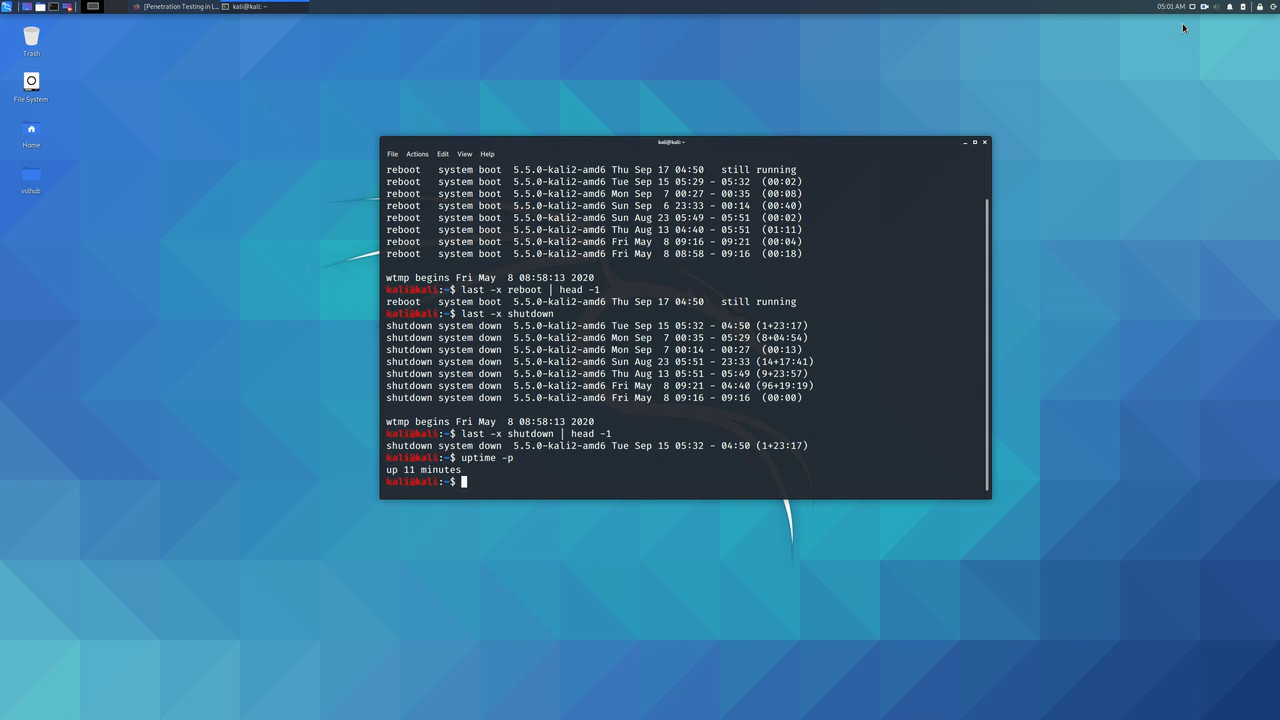 [Penetration Testing in L... kali@kali: ~ 05:01 AM
Trash
File System
Home
vulhub
kali@kali: ~
File Actions Edit View Help
reboot   system boot  5.5.0-kali2-amd6 Thu Sep 17 04:50   still running
reboot   system boot  5.5.0-kali2-amd6 Tue Sep 15 05:29 - 05:32  (00:02)
reboot   system boot  5.5.0-kali2-amd6 Mon Sep  7 00:27 - 00:35  (00:08)
reboot   system boot  5.5.0-kali2-amd6 Sun Sep  6 23:33 - 00:14  (00:40)
reboot   system boot  5.5.0-kali2-amd6 Sun Aug 23 05:49 - 05:51  (00:02)
reboot   system boot  5.5.0-kali2-amd6 Thu Aug 13 04:40 - 05:51  (01:11)
reboot   system boot  5.5.0-kali2-amd6 Fri May  8 09:16 - 09:21  (00:04)
reboot   system boot  5.5.0-kali2-amd6 Fri May  8 08:58 - 09:16  (00:18)
wtmp begins Fri May  8 08:58:13 2020
kali@kali:~$ last -x reboot | head -1
reboot   system boot  5.5.0-kali2-amd6 Thu Sep 17 04:50   still running
kali@kali:~$ last -x shutdown
shutdown system down  5.5.0-kali2-amd6 Tue Sep 15 05:32 - 04:50 (1+23:17)
shutdown system down  5.5.0-kali2-amd6 Mon Sep  7 00:35 - 05:29 (8+04:54)
shutdown system down  5.5.0-kali2-amd6 Mon Sep  7 00:14 - 00:27  (00:13)
shutdown system down  5.5.0-kali2-amd6 Sun Aug 23 05:51 - 23:33 (14+17:41)
shutdown system down  5.5.0-kali2-amd6 Thu Aug 13 05:51 - 05:49 (9+23:57)
shutdown system down  5.5.0-kali2-amd6 Fri May  8 09:21 - 04:40 (96+19:19)
shutdown system down  5.5.0-kali2-amd6 Fri May  8 09:16 - 09:16  (00:00)
wtmp begins Fri May  8 08:58:13 2020
kali@kali:~$ last -x shutdown | head -1
shutdown system down  5.5.0-kali2-amd6 Tue Sep 15 05:32 - 04:50 (1+23:17)
kali@kali:~$ uptime -p
up 11 minutes
kali@kali:~$